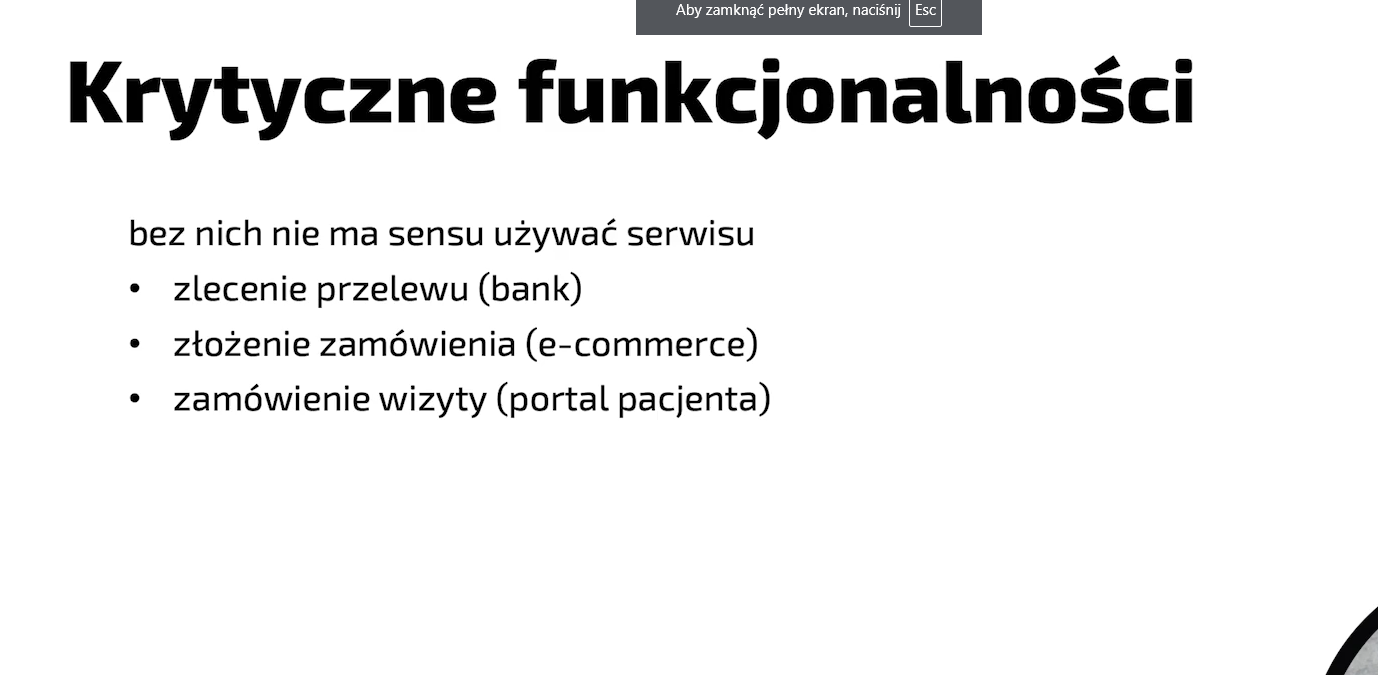 Aby zamknąć pełny ekran, naciśnij Esc
Krytyczne funkcjonalności
bez nich nie ma sensu używać serwisu
• zlecenie przelewu (bank)
• złożenie zamówienia (e-commerce)
• zamówienie wizyty (portal pacjenta)